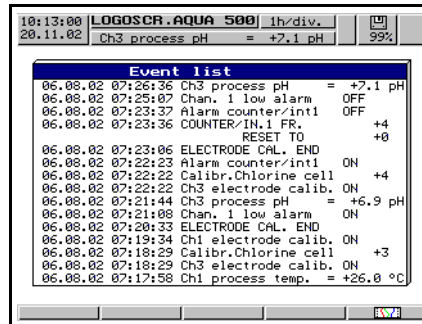 10:13:00 LOGOSCR.AQUA 500 1h/div.
20.11.02 Ch3 process pH = +7.1 pH 99%
Event list
06.08.02 07:26:36 Ch3 process pH = +7.1 pH
06.08.02 07:25:07 Chan. 1 low alarm OFF
06.08.02 07:23:37 Alarm counter/int1 OFF
06.08.02 07:23:36 COUNTER/IN.1 FR. +4
RESET TO +0
06.08.02 07:23:06 ELECTRODE CAL. END
06.08.02 07:22:23 Alarm counter/int1 ON
06.08.02 07:22:22 Calibr.Chlorine cell +4
06.08.02 07:22:22 Ch3 electrode calib. ON
06.08.02 07:21:44 Ch3 process pH = +6.9 pH
06.08.02 07:21:08 Chan. 1 low alarm ON
06.08.02 07:20:33 ELECTRODE CAL. END
06.08.02 07:19:34 Ch1 electrode calib. ON
06.08.02 07:18:29 Calibr.Chlorine cell +3
06.08.02 07:18:29 Ch3 electrode calib. ON
06.08.02 07:17:58 Ch1 process temp. = +26.0 °C